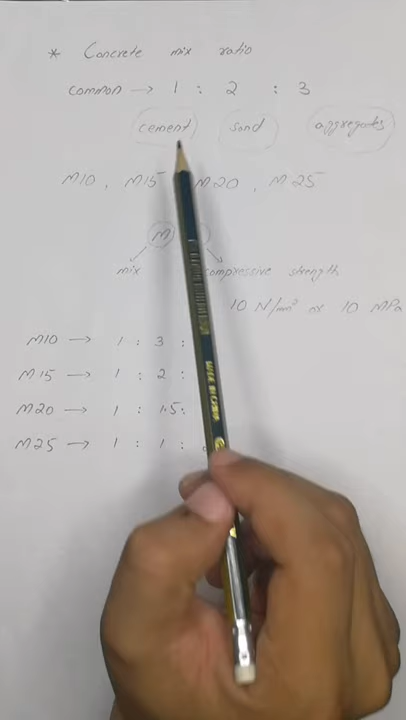 * Concrete mix ratio
common → 1 : 2 : 3
cement sand aggregates
M10, M15 M20, M25
M
mix compressive strength
10 N/mm² or 10 MPa
M10 → 1 : 3 :
M15 → 1 : 2 :
M20 → 1 : 1.5 :
M25 → 1 : 1 :